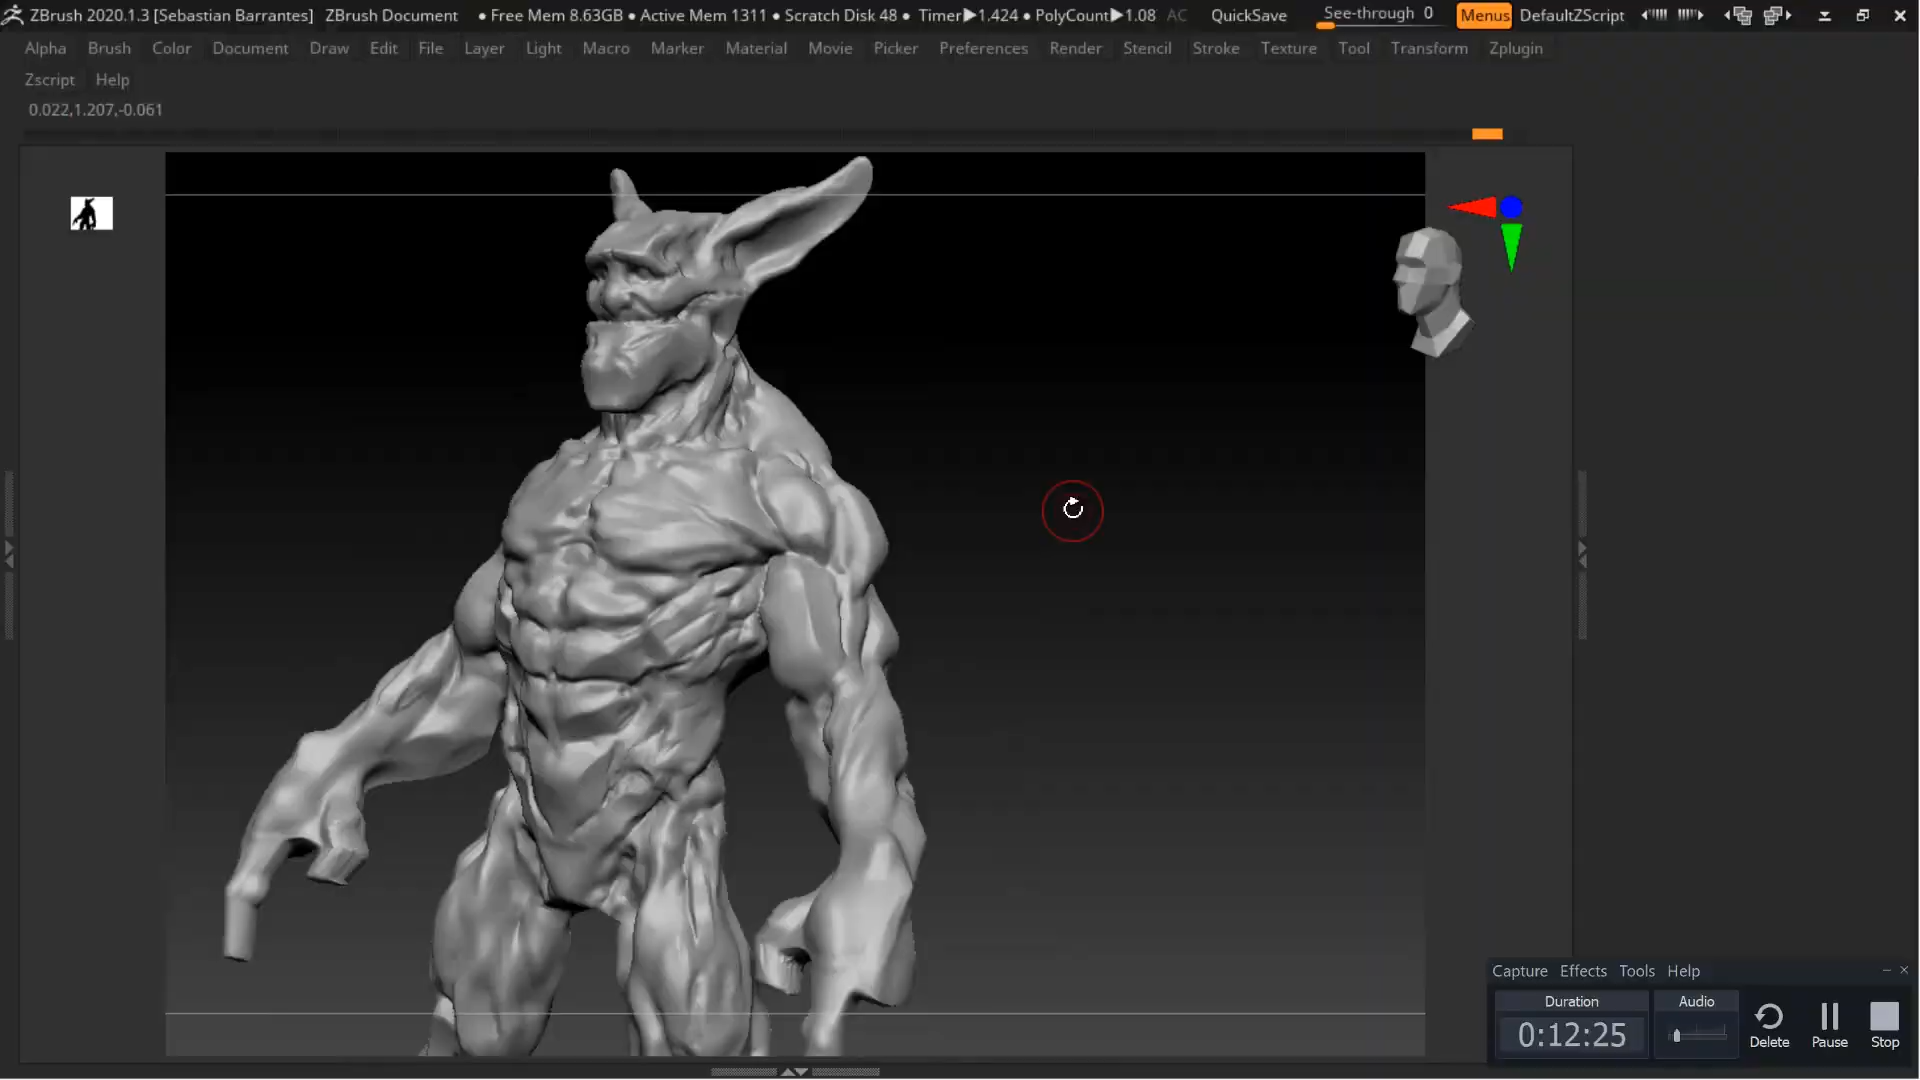 ZBrush 2020.1.3 [Sebastian Barrantes] ZBrush Document • Free Mem 8.63GB • Active Mem 1311 • Scratch Disk 48 • Timer▶1.424 • PolyCount▶1.08 AC QuickSave See-through 0 Menus DefaultZScript
Alpha Brush Color Document Draw Edit File Layer Light Macro Marker Material Movie Picker Preferences Render Stencil Stroke Texture Tool Transform Zplugin
Zscript Help
0.022,1.207,-0.061
Capture Effects Tools Help
Duration Audio
0:12:25
Delete Pause Stop